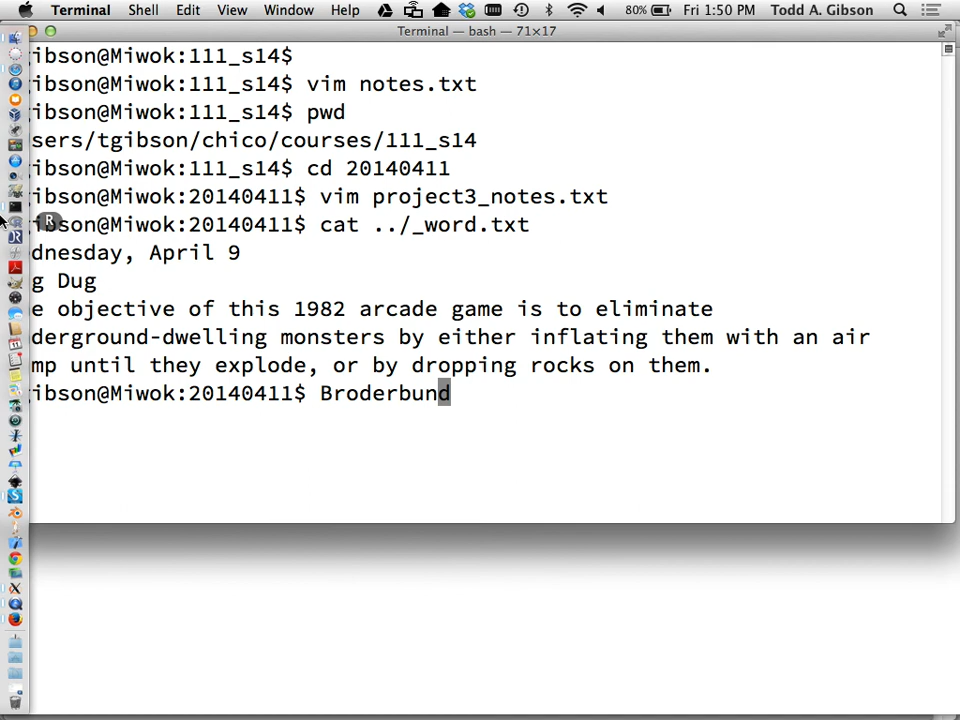 Terminal Shell Edit View Window Help 80% Fri 1:50 PM Todd A. Gibson
Terminal — bash — 71×17
ibson@Miwok:111_s14$
ibson@Miwok:111_s14$ vim notes.txt
ibson@Miwok:111_s14$ pwd
sers/tgibson/chico/courses/111_s14
ibson@Miwok:111_s14$ cd 20140411
ibson@Miwok:20140411$ vim project3_notes.txt
R ibson@Miwok:20140411$ cat ../_word.txt
dnesday, April 9
g Dug
e objective of this 1982 arcade game is to eliminate
derground-dwelling monsters by either inflating them with an air
mp until they explode, or by dropping rocks on them.
ibson@Miwok:20140411$ Broderbund